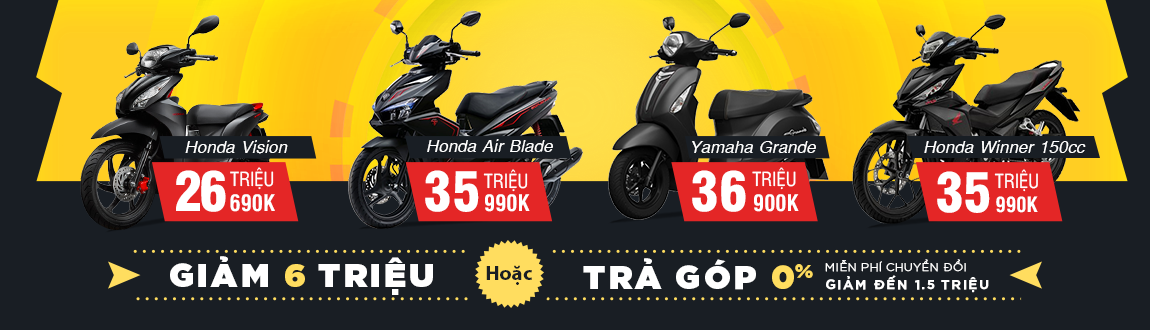 Honda Vision
26 TRIỆU
690K
Honda Air Blade
35 TRIỆU
990K
Yamaha Grande
36 TRIỆU
900K
Honda Winner 150cc
35 TRIỆU
990K
GIẢM 6 TRIỆU
Hoặc
TRẢ GÓP 0%
MIỄN PHÍ CHUYỂN ĐỔI
GIẢM ĐẾN 1.5 TRIỆU